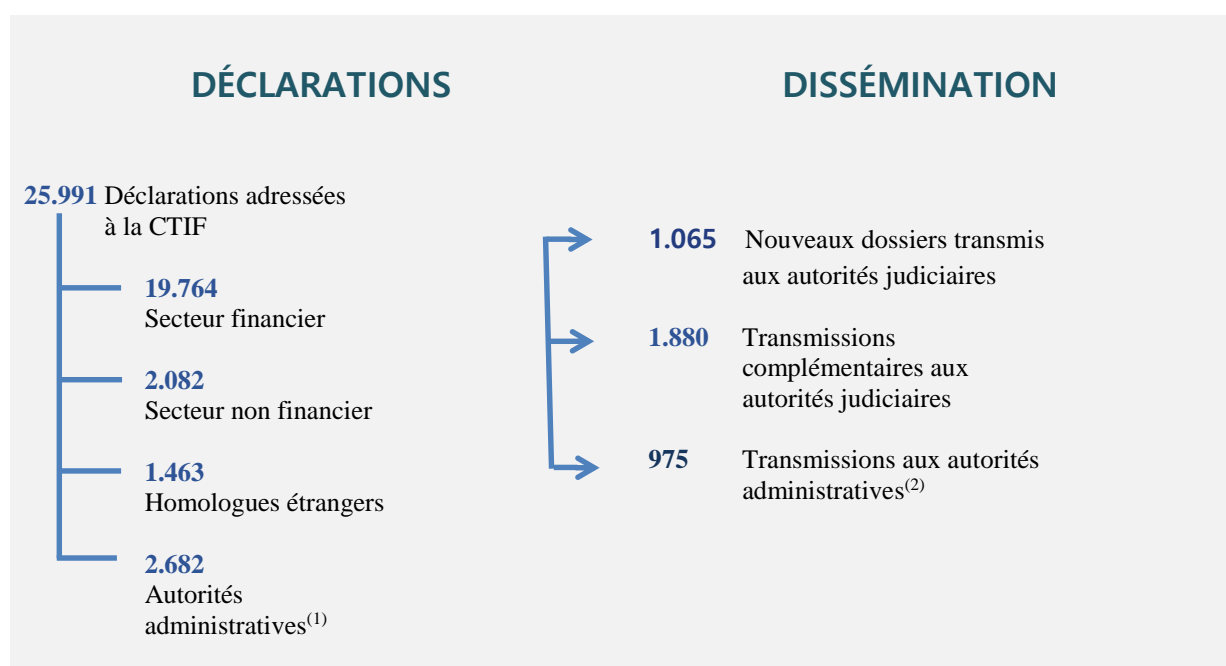 DÉCLARATIONS
25.991 Déclarations adressées
à la CTIF
19.764
Secteur financier
2.082
Secteur non financier
1.463
Homologues étrangers
2.682
Autorités
administratives(1)
DISSÉMINATION
1.065 Nouveaux dossiers transmis
aux autorités judiciaires
1.880 Transmissions
complémentaires aux
autorités judiciaires
975 Transmissions aux autorités
administratives(2)